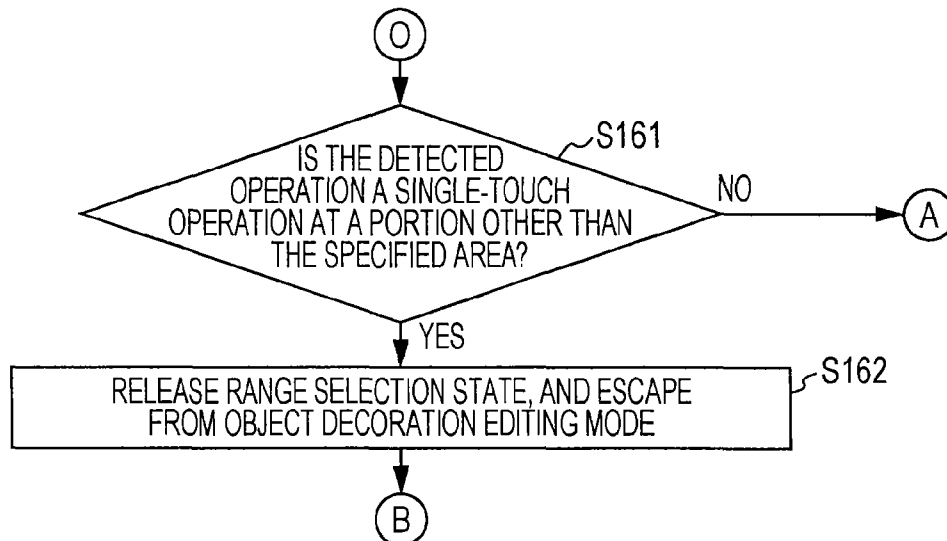 O
S161
IS THE DETECTED
OPERATION A SINGLE-TOUCH
OPERATION AT A PORTION OTHER THAN
THE SPECIFIED AREA?
NO
A
YES
S162
RELEASE RANGE SELECTION STATE, AND ESCAPE
FROM OBJECT DECORATION EDITING MODE
B